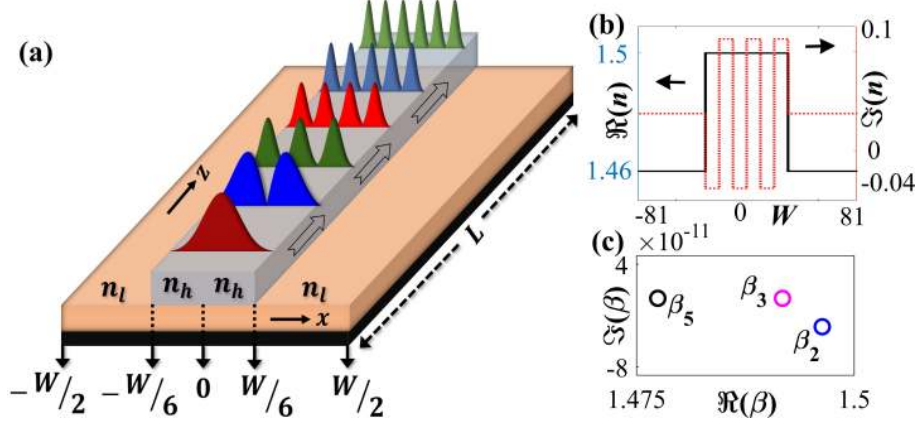 (a)
z
L
n_l
n_h
n_h
n_l
x
−W/2
−W/6
0
W/6
W/2
(b)
1.5
1.46
ℜ(n)
0.1
0
-0.04
ℑ(n)
-81
0
W
81
(c)
×10⁻¹¹
4
-8
ℑ(β)
β₅
β₃
β₂
1.475
ℜ(β)
1.5